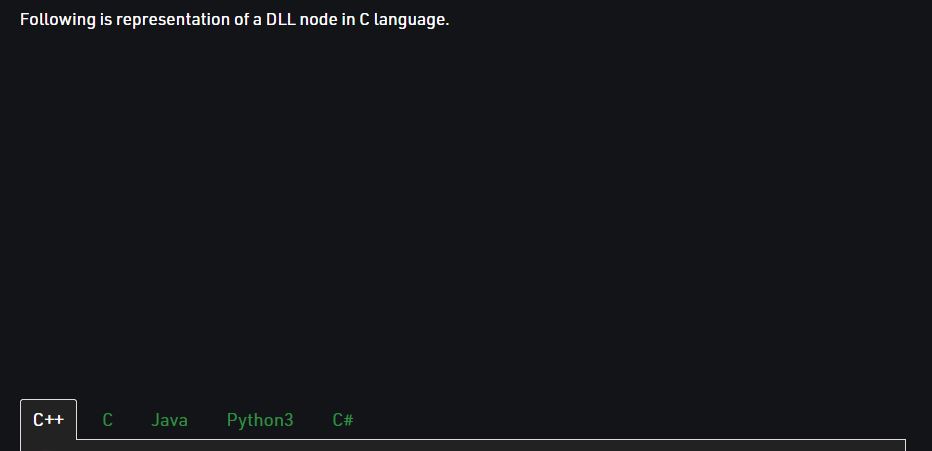 Following is representation of a DLL node in C language.
C++ C Java Python3 C#